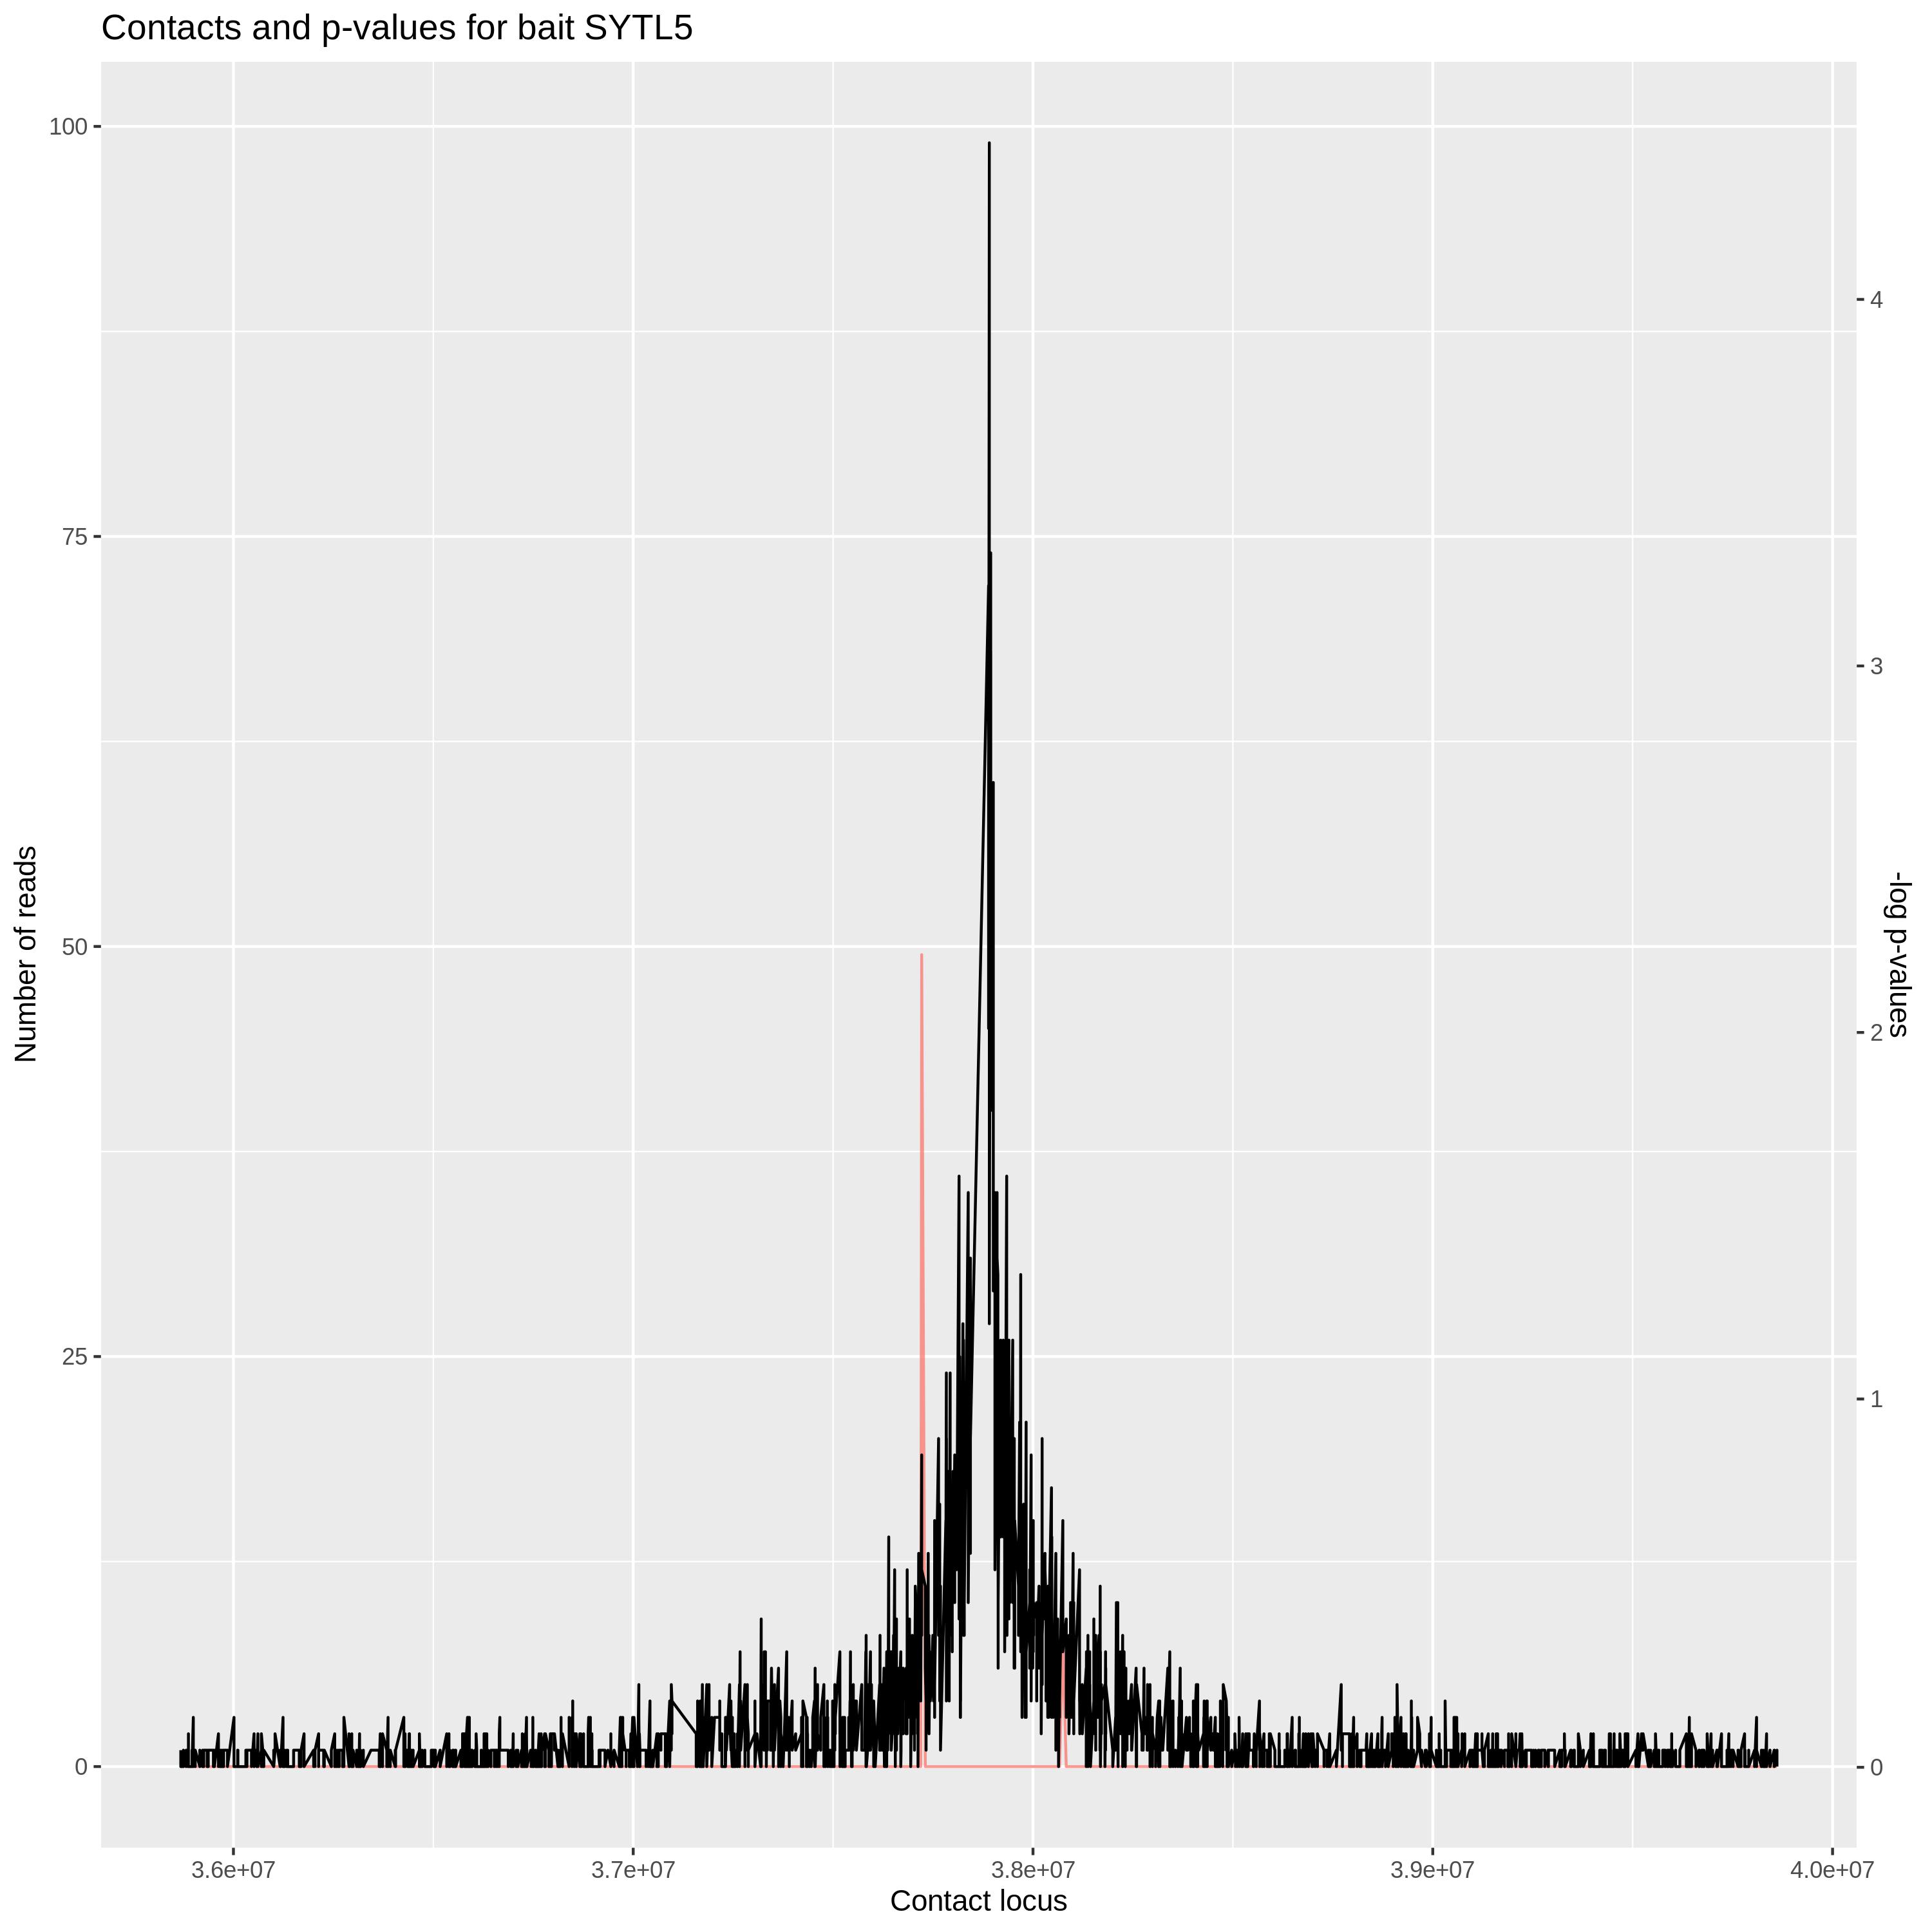 Contacts and p-values for bait SYTL5
100
75
50
25
0
Number of reads
4
3
2
1
0
-log p-values
3.6e+07
3.7e+07
3.8e+07
3.9e+07
4.0e+07
Contact locus